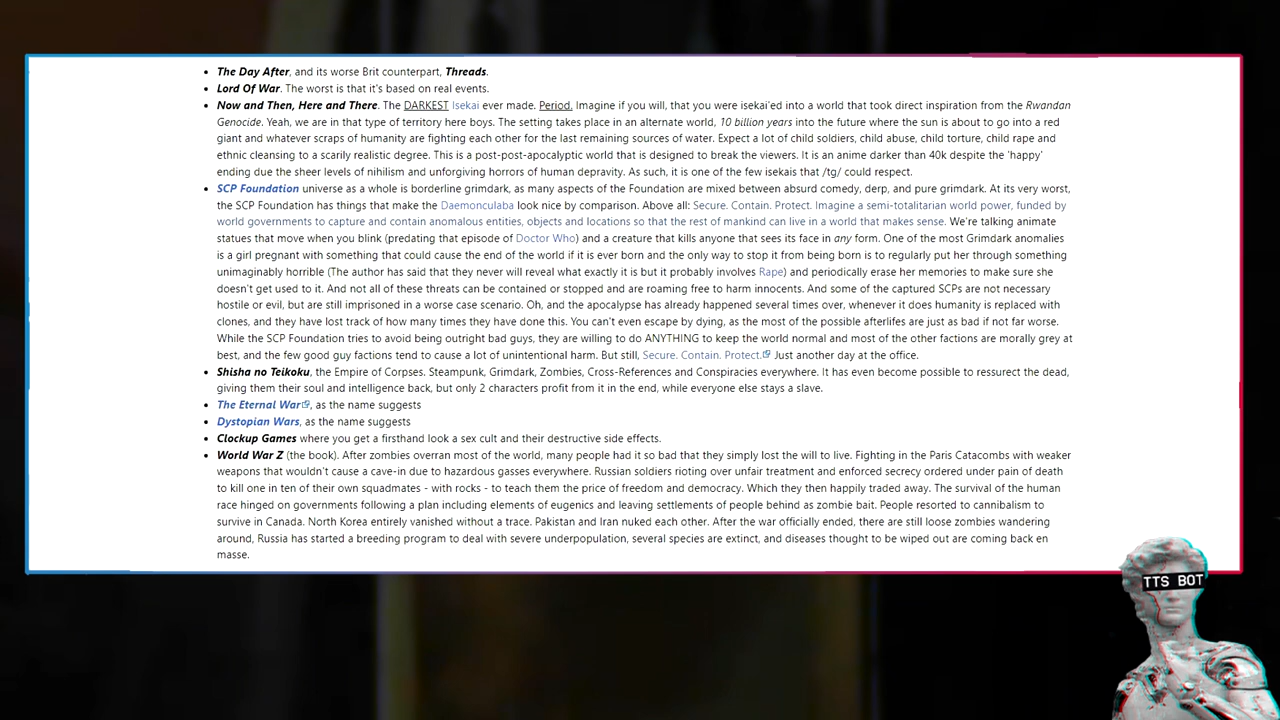 The Day After, and its worse Brit counterpart, Threads.
Lord Of War. The worst is that it's based on real events.
Now and Then, Here and There. The DARKEST Isekai ever made. Period. Imagine if you will, that you were isekai'ed into a world that took direct inspiration from the Rwandan
Genocide. Yeah, we are in that type of territory here boys. The setting takes place in an alternate world, 10 billion years into the future where the sun is about to go into a red
giant and whatever scraps of humanity are fighting each other for the last remaining sources of water. Expect a lot of child soldiers, child abuse, child torture, child rape and
ethnic cleansing to a scarily realistic degree. This is a post-post-apocalyptic world that is designed to break the viewers. It is an anime darker than 40k despite the 'happy'
ending due the sheer levels of nihilism and unforgiving horrors of human depravity. As such, it is one of the few isekais that /tg/ could respect.
SCP Foundation universe as a whole is borderline grimdark, as many aspects of the Foundation are mixed between absurd comedy, derp, and pure grimdark. At its very worst,
the SCP Foundation has things that make the Daemonculaba look nice by comparison. Above all: Secure. Contain. Protect. Imagine a semi-totalitarian world power, funded by
world governments to capture and contain anomalous entities, objects and locations so that the rest of mankind can live in a world that makes sense. We're talking animate
statues that move when you blink (predating that episode of Doctor Who) and a creature that kills anyone that sees its face in any form. One of the most Grimdark anomalies
is a girl pregnant with something that could cause the end of the world if it is ever born and the only way to stop it from being born is to regularly put her through something
unimaginably horrible (The author has said that they never will reveal what exactly it is but it probably involves Rape) and periodically erase her memories to make sure she
doesn't get used to it. And not all of these threats can be contained or stopped and are roaming free to harm innocents. And some of the captured SCPs are not necessary
hostile or evil, but are still imprisoned in a worse case scenario. Oh, and the apocalypse has already happened several times over, whenever it does humanity is replaced with
clones, and they have lost track of how many times they have done this. You can't even escape by dying, as the most of the possible afterlifes are just as bad if not far worse.
While the SCP Foundation tries to avoid being outright bad guys, they are willing to do ANYTHING to keep the world normal and most of the other factions are morally grey at
best, and the few good guy factions tend to cause a lot of unintentional harm. But still, Secure. Contain. Protect. Just another day at the office.
Shisha no Teikoku, the Empire of Corpses. Steampunk, Grimdark, Zombies, Cross-References and Conspiracies everywhere. It has even become possible to ressurect the dead,
giving them their soul and intelligence back, but only 2 characters profit from it in the end, while everyone else stays a slave.
The Eternal War, as the name suggests
Dystopian Wars, as the name suggests
Clockup Games where you get a firsthand look a sex cult and their destructive side effects.
World War Z (the book). After zombies overran most of the world, many people had it so bad that they simply lost the will to live. Fighting in the Paris Catacombs with weaker
weapons that wouldn't cause a cave-in due to hazardous gasses everywhere. Russian soldiers rioting over unfair treatment and enforced secrecy ordered under pain of death
to kill one in ten of their own squadmates - with rocks - to teach them the price of freedom and democracy. Which they then happily traded away. The survival of the human
race hinged on governments following a plan including elements of eugenics and leaving settlements of people behind as zombie bait. People resorted to cannibalism to
survive in Canada. North Korea entirely vanished without a trace. Pakistan and Iran nuked each other. After the war officially ended, there are still loose zombies wandering
around, Russia has started a breeding program to deal with severe underpopulation, several species are extinct, and diseases thought to be wiped out are coming back en
masse.
TTS BOT